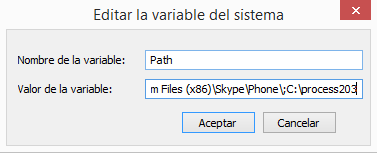 Editar la variable del sistema
Nombre de la variable: Path
Valor de la variable: m Files (x86)\Skype\Phone\;C:\process203
Aceptar Cancelar